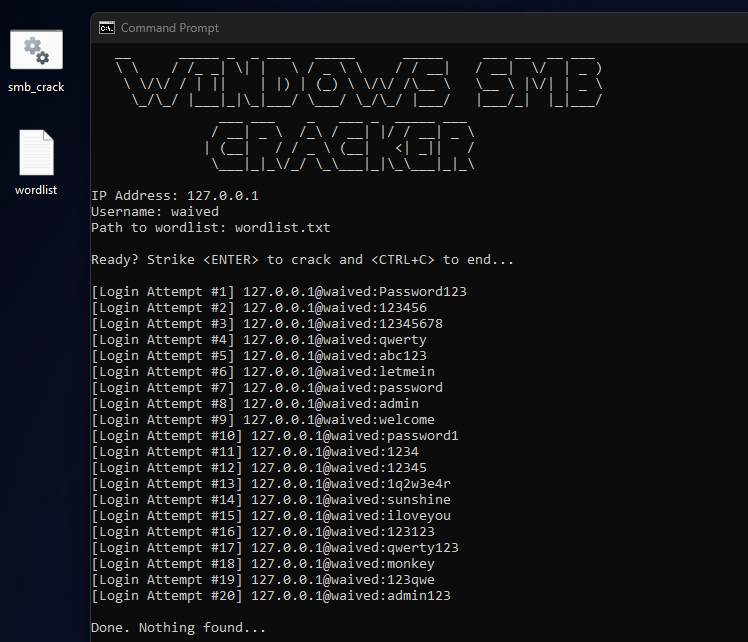 Command Prompt
smb_crack
wordlist
WINDOWS SMB
CRACKER
IP Address: 127.0.0.1
Username: waived
Path to wordlist: wordlist.txt
Ready? Strike <ENTER> to crack and <CTRL+C> to end...
[Login Attempt #1] 127.0.0.1@waived:Password123
[Login Attempt #2] 127.0.0.1@waived:123456
[Login Attempt #3] 127.0.0.1@waived:12345678
[Login Attempt #4] 127.0.0.1@waived:qwerty
[Login Attempt #5] 127.0.0.1@waived:abc123
[Login Attempt #6] 127.0.0.1@waived:letmein
[Login Attempt #7] 127.0.0.1@waived:password
[Login Attempt #8] 127.0.0.1@waived:admin
[Login Attempt #9] 127.0.0.1@waived:welcome
[Login Attempt #10] 127.0.0.1@waived:password1
[Login Attempt #11] 127.0.0.1@waived:1234
[Login Attempt #12] 127.0.0.1@waived:12345
[Login Attempt #13] 127.0.0.1@waived:1q2w3e4r
[Login Attempt #14] 127.0.0.1@waived:sunshine
[Login Attempt #15] 127.0.0.1@waived:iloveyou
[Login Attempt #16] 127.0.0.1@waived:123123
[Login Attempt #17] 127.0.0.1@waived:qwerty123
[Login Attempt #18] 127.0.0.1@waived:monkey
[Login Attempt #19] 127.0.0.1@waived:123qwe
[Login Attempt #20] 127.0.0.1@waived:admin123
Done. Nothing found...